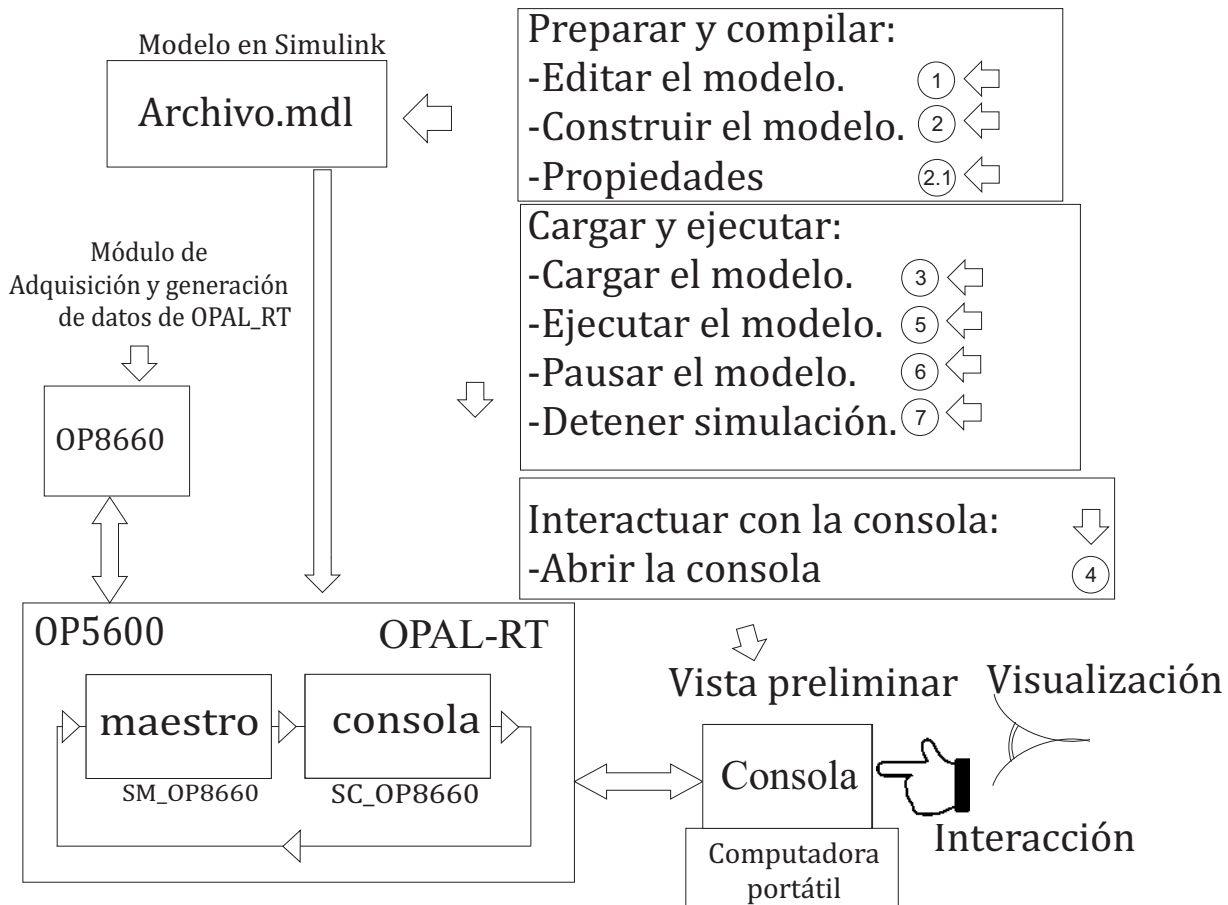 Modelo en Simulink
Archivo.mdl
Preparar y compilar:
-Editar el modelo. 1
-Construir el modelo. 2
-Propiedades 2.1
Cargar y ejecutar:
-Cargar el modelo. 3
-Ejecutar el modelo. 5
-Pausar el modelo. 6
-Detener simulación. 7
Módulo de
Adquisición y generación
de datos de OPAL_RT
OP8660
Interactuar con la consola:
-Abrir la consola 4
OP5600 OPAL-RT
maestro
SM_OP8660
consola
SC_OP8660
Vista preliminar
Visualización
Consola
Interacción
Computadora
portátil